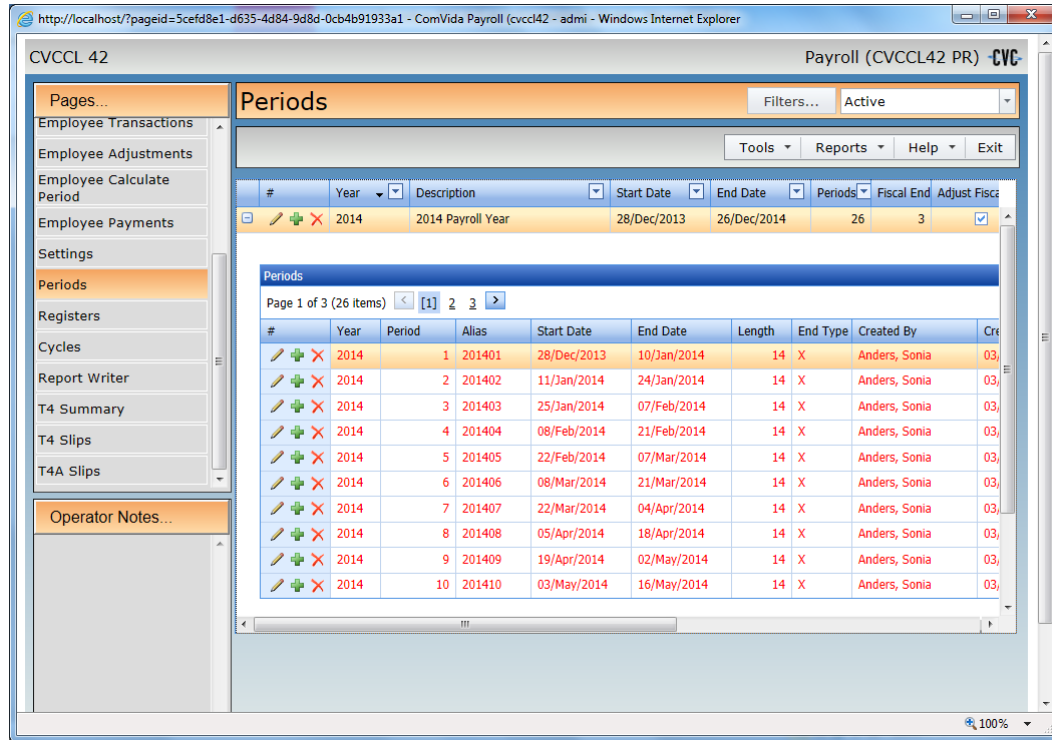 http://localhost/?pageid=5cefd8e1-d635-4d84-9d8d-0cb4b91933a1 - ComVida Payroll (cvccl42 - admi - Windows Internet Explorer
CVCCL 42 Payroll (CVCCL42 PR) CVC
Pages...
Employee Transactions
Employee Adjustments
Employee Calculate
Period
Employee Payments
Settings
Periods
Registers
Cycles
Report Writer
T4 Summary
T4 Slips
T4A Slips
Operator Notes...
Periods Filters... Active
Tools Reports Help Exit
# Year Description Start Date End Date Periods Fiscal End Adjust Fisca
2014 2014 Payroll Year 28/Dec/2013 26/Dec/2014 26 3
Periods
Page 1 of 3 (26 items) < [1] 2 3 >
# Year Period Alias Start Date End Date Length End Type Created By Cre
2014 1 201401 28/Dec/2013 10/Jan/2014 14 X Anders, Sonia 03/
2014 2 201402 11/Jan/2014 24/Jan/2014 14 X Anders, Sonia 03/
2014 3 201403 25/Jan/2014 07/Feb/2014 14 X Anders, Sonia 03/
2014 4 201404 08/Feb/2014 21/Feb/2014 14 X Anders, Sonia 03/
2014 5 201405 22/Feb/2014 07/Mar/2014 14 X Anders, Sonia 03/
2014 6 201406 08/Mar/2014 21/Mar/2014 14 X Anders, Sonia 03/
2014 7 201407 22/Mar/2014 04/Apr/2014 14 X Anders, Sonia 03/
2014 8 201408 05/Apr/2014 18/Apr/2014 14 X Anders, Sonia 03/
2014 9 201409 19/Apr/2014 02/May/2014 14 X Anders, Sonia 03/
2014 10 201410 03/May/2014 16/May/2014 14 X Anders, Sonia 03/
100%